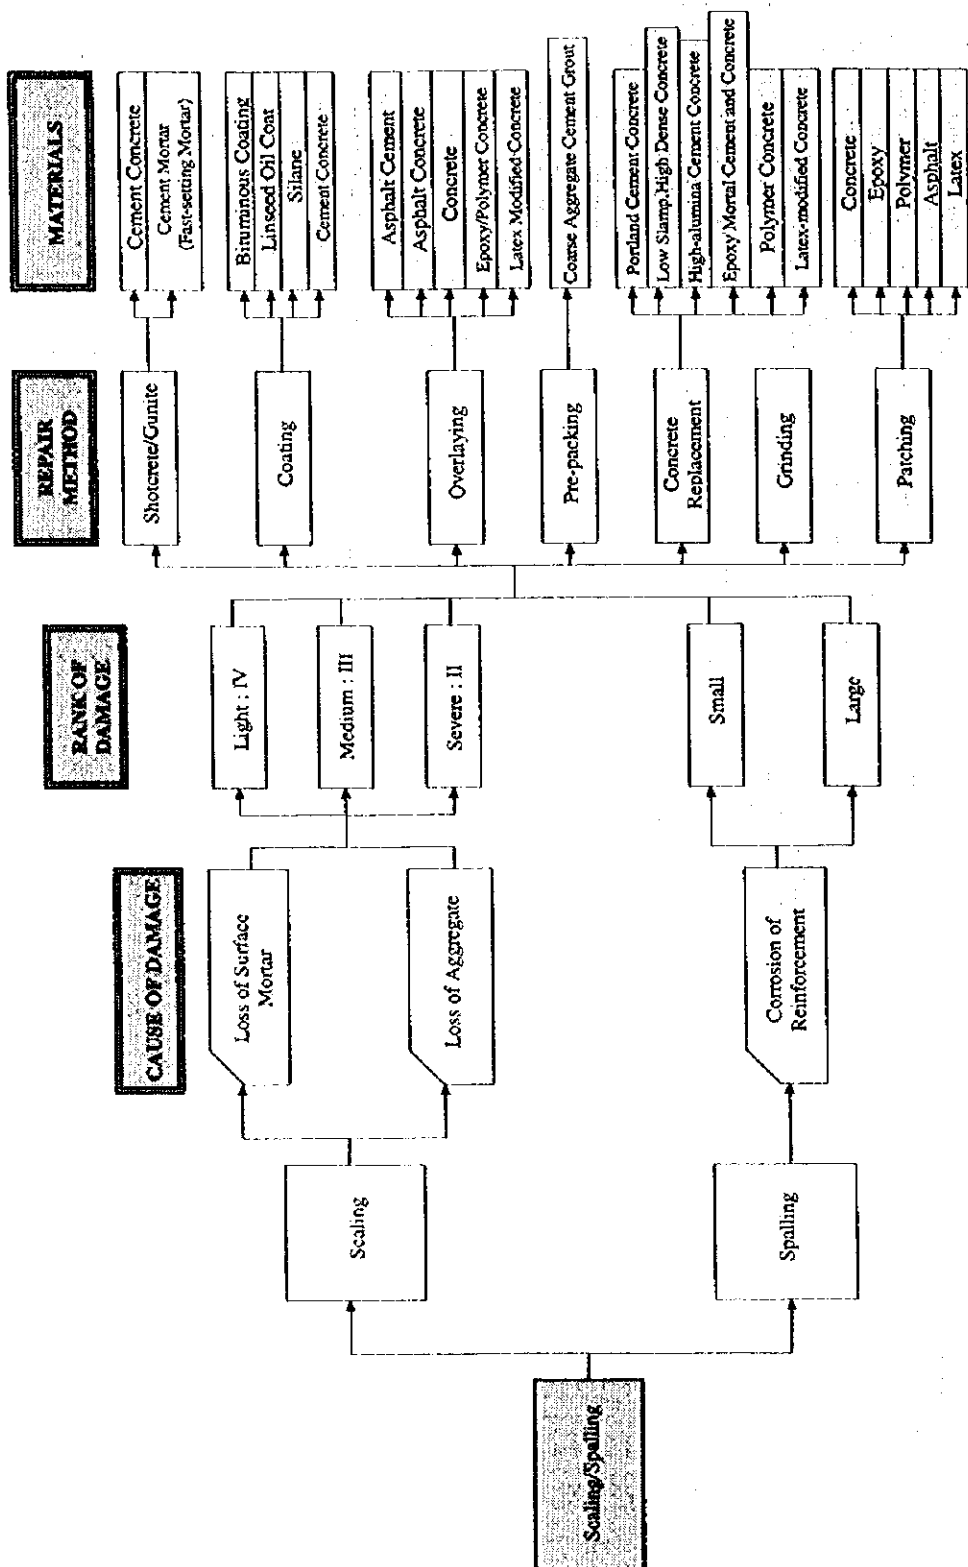 Scaling/Spalling
Scaling
Spalling
CAUSE OF DAMAGE
Loss of Surface
Mortar
Loss of Aggregate
Corrosion of
Reinforcement
RANK OF
DAMAGE
Light : IV
Medium : III
Severe : II
Small
Large
REPAIR
METHOD
Shotcrete/Gunite
Coating
Overlaying
Pre-packing
Concrete
Replacement
Grinding
Patching
MATERIALS
Cement Concrete
Cement Mortar
(Fast-setting Mortar)
Bituminous Coating
Linseed Oil Coat
Silane
Cement Concrete
Asphalt Cement
Asphalt Concrete
Concrete
Epoxy/Polymer Concrete
Latex Modified Concrete
Coarse Aggregate Cement Grout
Portland Cement Concrete
Low Slamp,High Dense Concrete
High-alumina Cement Concrete
Epoxy Mortal Cement and Concrete
Polymer Concrete
Latex-modified Concrete
Concrete
Epoxy
Polymer
Asphalt
Latex